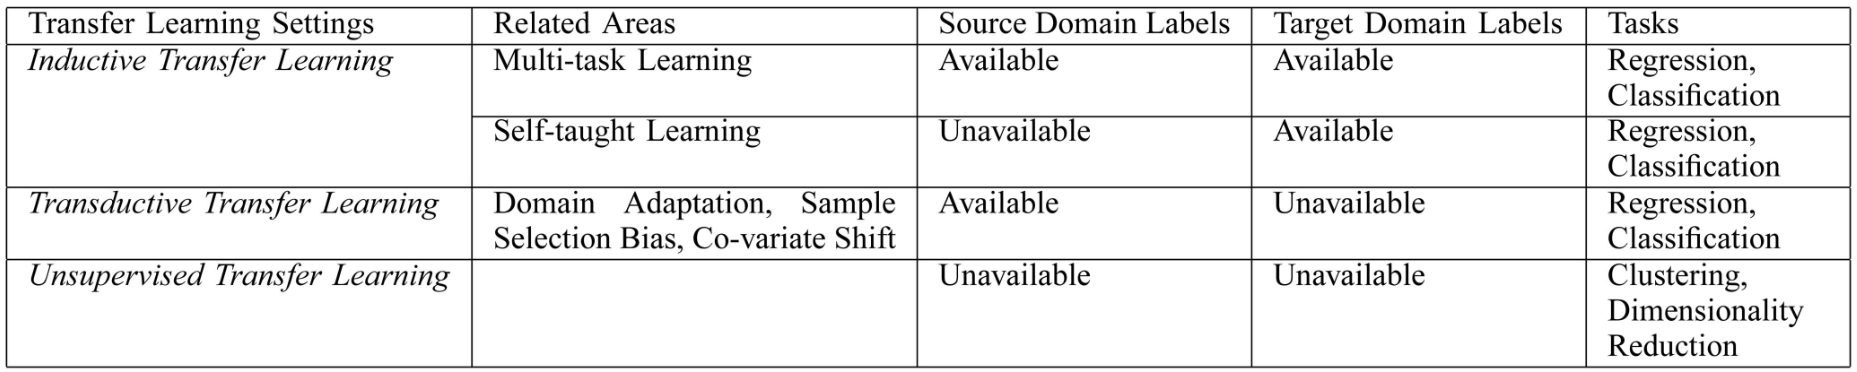 Transfer Learning Settings Related Areas Source Domain Labels Target Domain Labels Tasks
Inductive Transfer Learning Multi-task Learning Available Available Regression,
Classification
Self-taught Learning Unavailable Available Regression,
Classification
Transductive Transfer Learning Domain Adaptation, Sample Available Unavailable Regression,
Selection Bias, Co-variate Shift Classification
Unsupervised Transfer Learning Unavailable Unavailable Clustering,
Dimensionality
Reduction